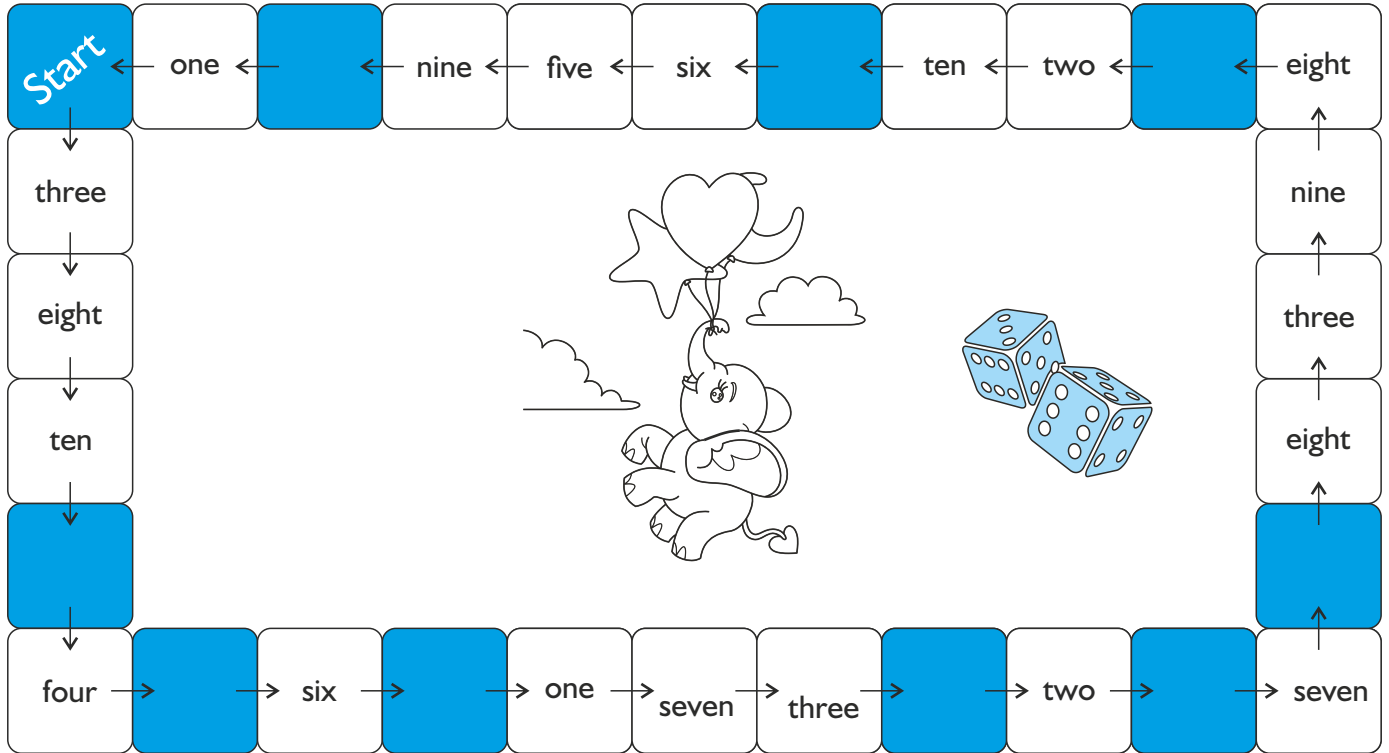 Start
one
nine
five
six
ten
two
eight
three
nine
eight
three
ten
eight
four
six
one
seven
three
two
seven